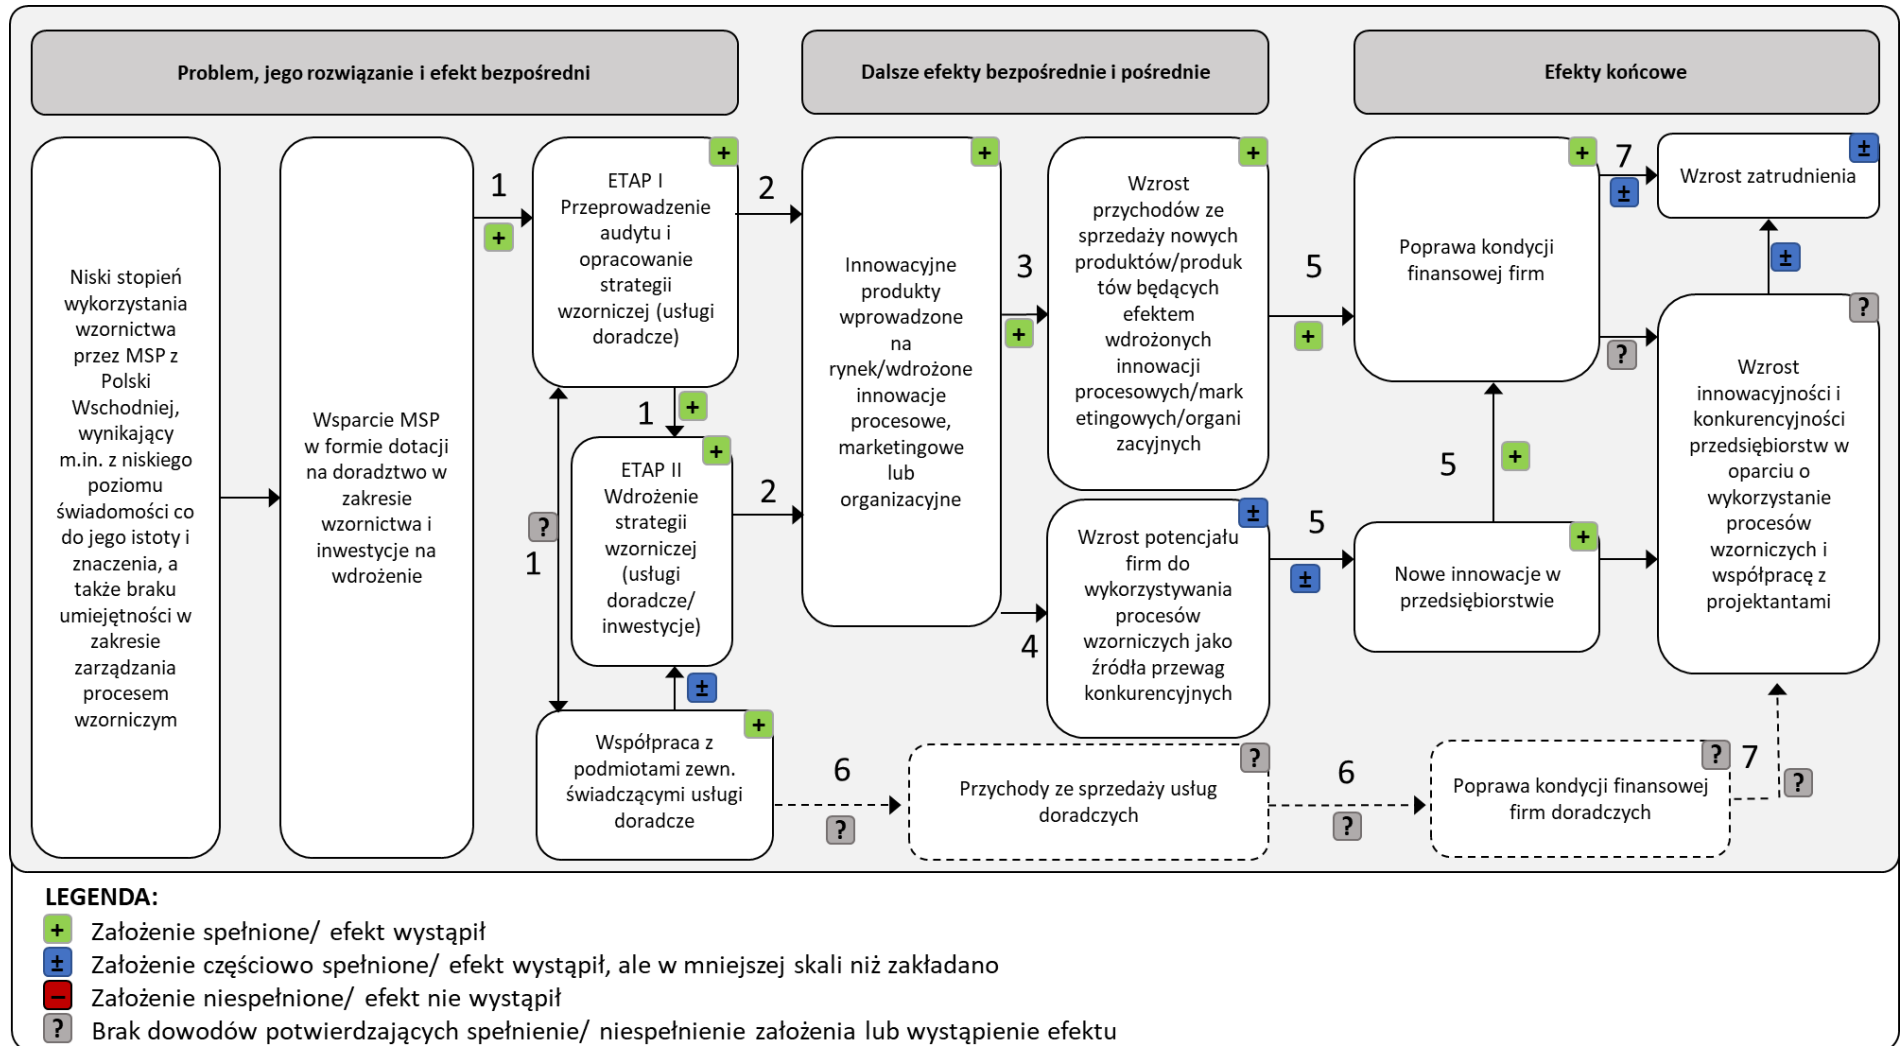 Problem, jego rozwiązanie i efekt bezpośredni
Dalsze efekty bezpośrednie i pośrednie
Efekty końcowe
Niski stopień
wykorzystania
wzornictwa
przez MSP z
Polski
Wschodniej,
wynikający
m.in. z niskiego
poziomu
świadomości co
do jego istoty i
znaczenia, a
także braku
umiejętności w
zakresie
zarządzania
procesem
wzorniczym
Wsparcie MSP
w formie dotacji
na doradztwo w
zakresie
wzornictwa i
inwestycje na
wdrożenie
1
+
+
ETAP I
Przeprowadzenie
audytu i
opracowanie
strategii
wzorniczej (usługi
doradcze)
1
+
+
ETAP II
Wdrożenie
strategii
wzorniczej
(usługi
doradcze/
inwestycje)
?
1
±
+
Współpraca z
podmiotami zewn.
świadczącymi usługi
doradcze
2
2
+
Innowacyjne
produkty
wprowadzone
na
rynek/wdrożone
innowacje
procesowe,
marketingowe
lub
organizacyjne
3
+
4
+
Wzrost
przychodów ze
sprzedaży nowych
produktów/produk
tów będących
efektem
wdrożonych
innowacji
procesowych/mark
etingowych/organi
zacyjnych
±
Wzrost potencjału
firm do
wykorzystywania
procesów
wzorniczych jako
źródła przewag
konkurencyjnych
5
+
5
±
+
Poprawa kondycji
finansowej firm
5
+
+
Nowe innowacje w
przedsiębiorstwie
7
±
?
±
Wzrost zatrudnienia
±
?
Wzrost
innowacyjności i
konkurencyjności
przedsiębiorstw w
oparciu o
wykorzystanie
procesów
wzorniczych i
współpracę z
projektantami
6
?
?
Przychody ze sprzedaży usług
doradczych
6
?
?
Poprawa kondycji finansowej
firm doradczych
7
?
LEGENDA:
+ Założenie spełnione/ efekt wystąpił
± Założenie częściowo spełnione/ efekt wystąpił, ale w mniejszej skali niż zakładano
− Założenie niespełnione/ efekt nie wystąpił
? Brak dowodów potwierdzających spełnienie/ niespełnienie założenia lub wystąpienie efektu